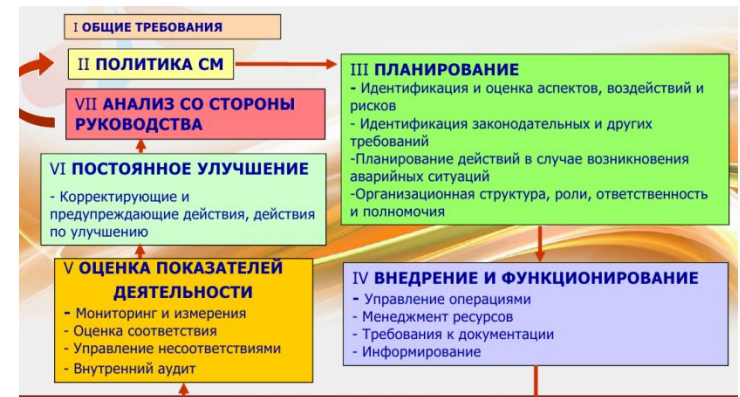 I ОБЩИЕ ТРЕБОВАНИЯ
II ПОЛИТИКА СМ
VII АНАЛИЗ СО СТОРОНЫ
РУКОВОДСТВА
VI ПОСТОЯННОЕ УЛУЧШЕНИЕ
- Корректирующие и
предупреждающие действия, действия
по улучшению
V ОЦЕНКА ПОКАЗАТЕЛЕЙ
ДЕЯТЕЛЬНОСТИ
- Мониторинг и измерения
- Оценка соответствия
- Управление несоответствиями
- Внутренний аудит
III ПЛАНИРОВАНИЕ
- Идентификация и оценка аспектов, воздействий и
рисков
- Идентификация законодательных и других
требований
-Планирование действий в случае возникновения
аварийных ситуаций
-Организационная структура, роли, ответственность
и полномочия
IV ВНЕДРЕНИЕ И ФУНКЦИОНИРОВАНИЕ
- Управление операциями
- Менеджмент ресурсов
- Требования к документации
- Информирование